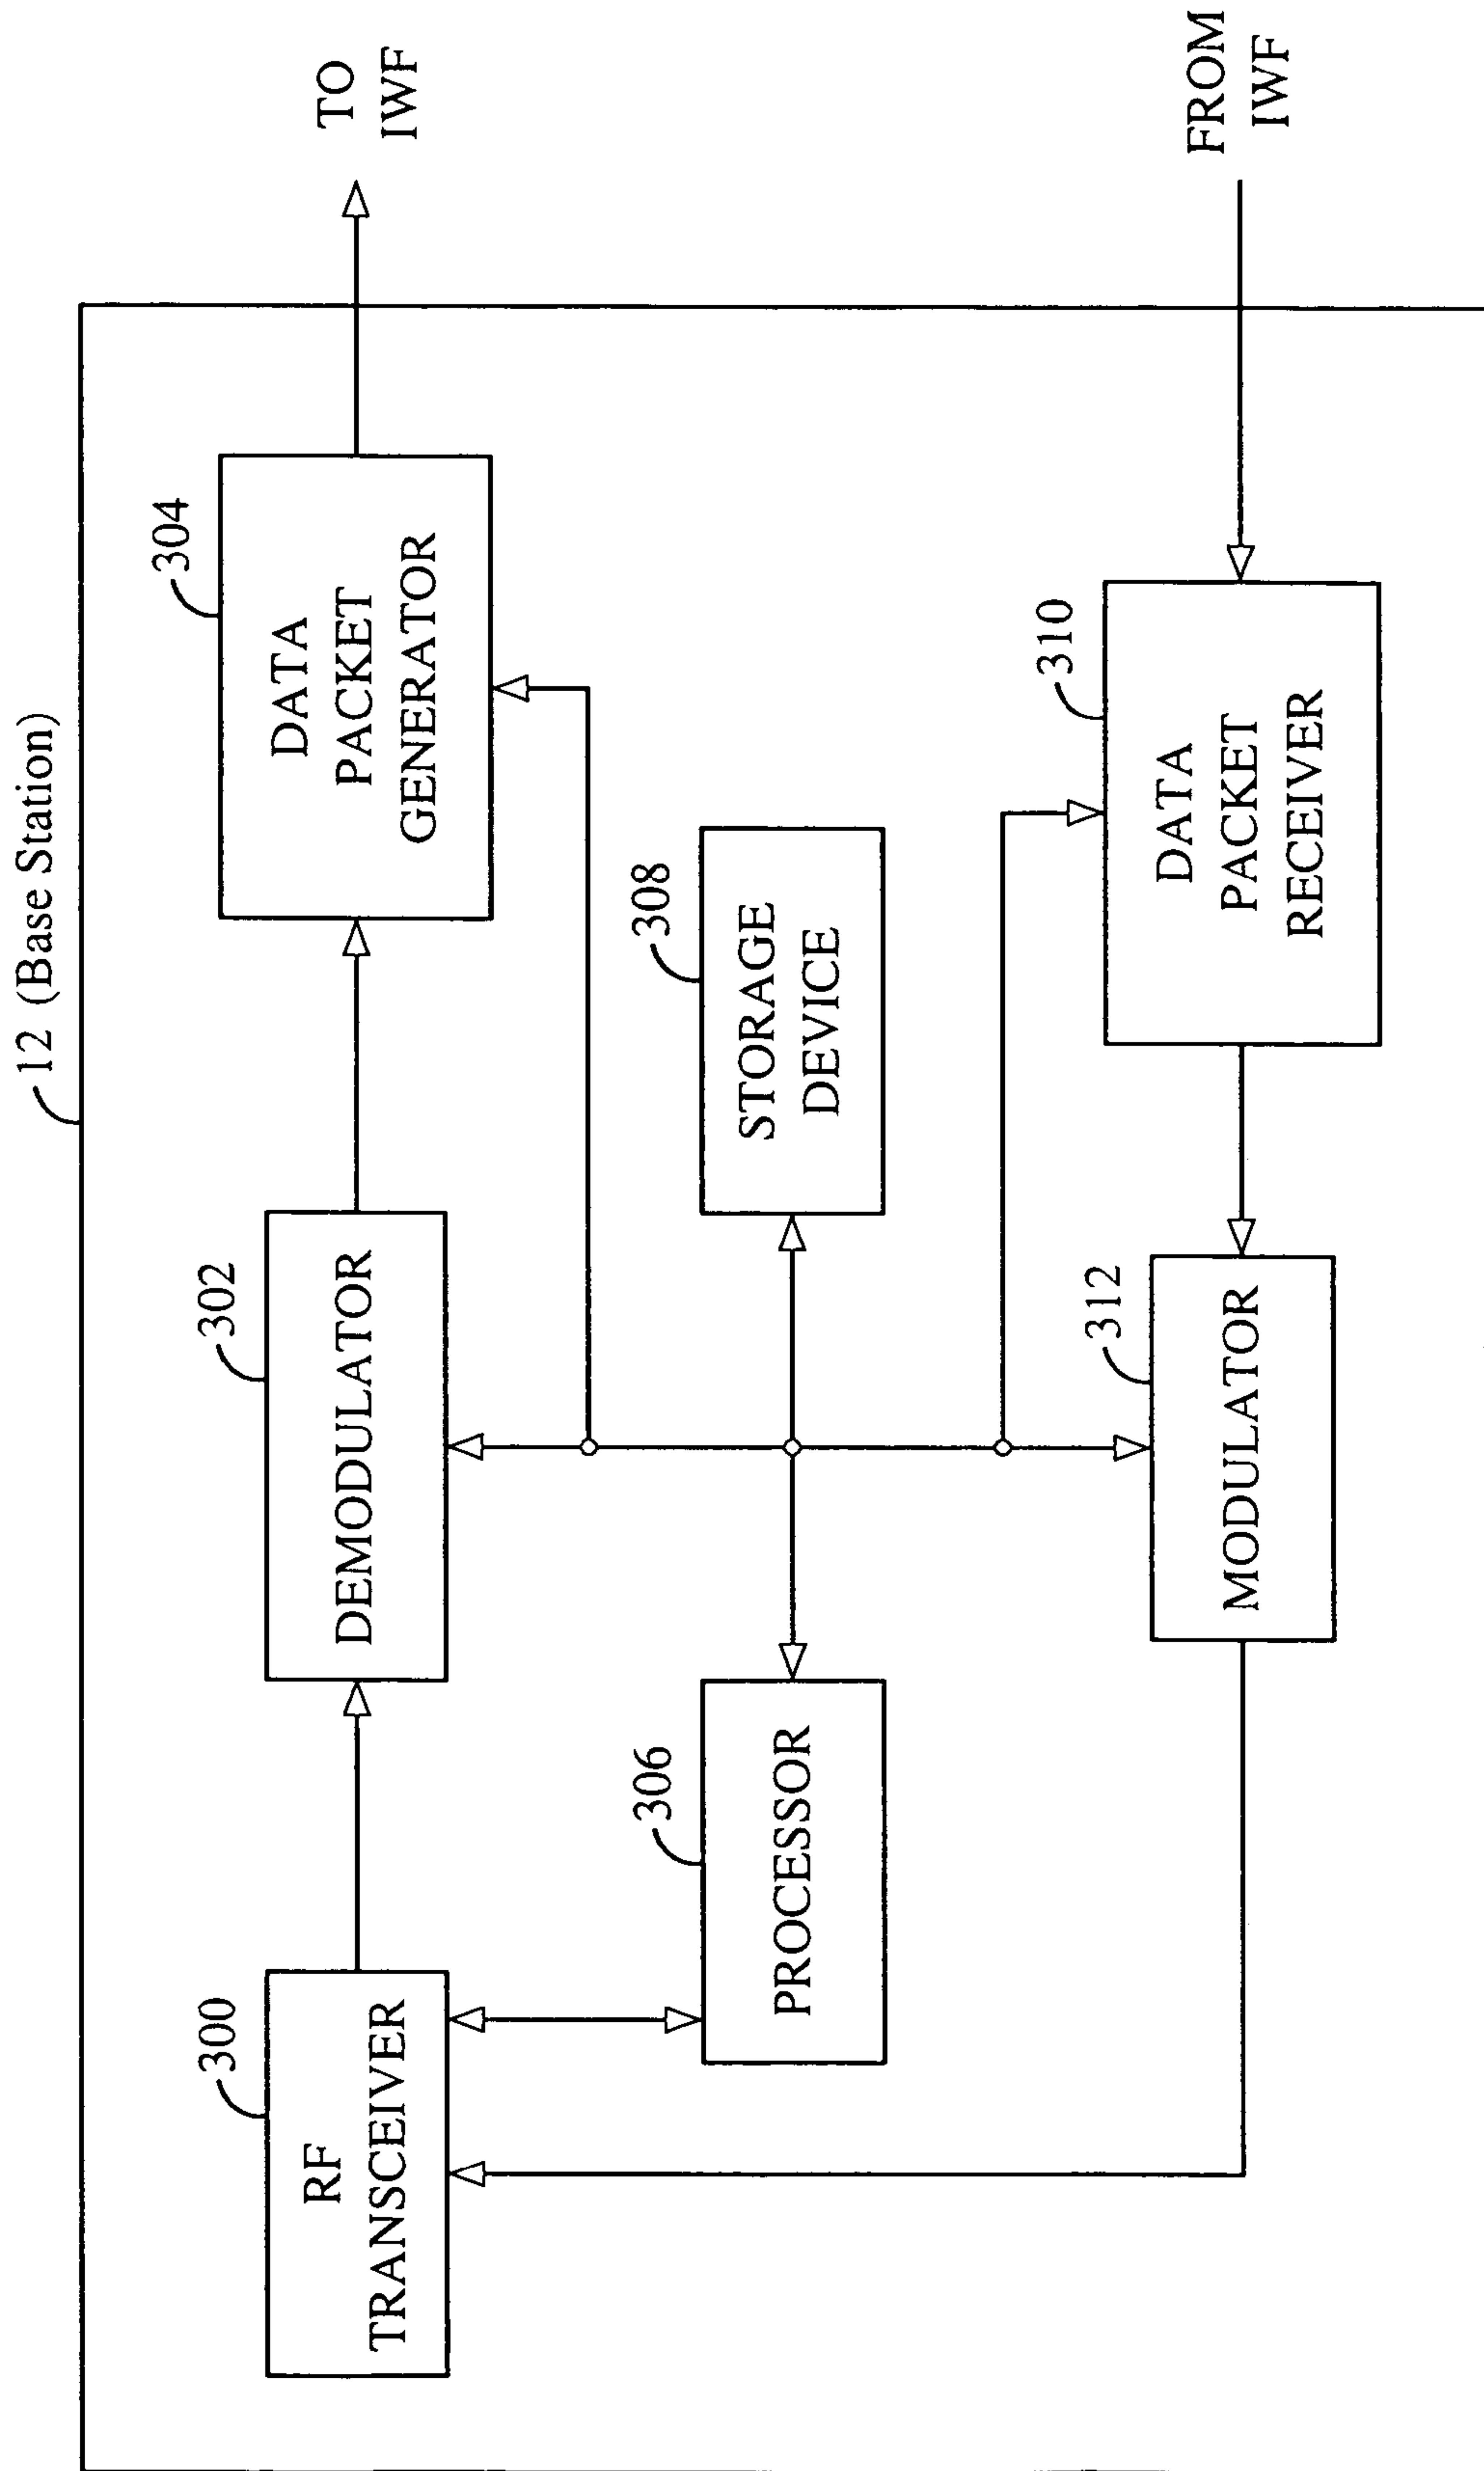 12 (Base Station)
300
RF
TRANSCEIVER
302
DEMODULATOR
304
DATA
PACKET
GENERATOR
TO
IWF
306
PROCESSOR
308
STORAGE
DEVICE
312
MODULATOR
310
DATA
PACKET
RECEIVER
FROM
IWF